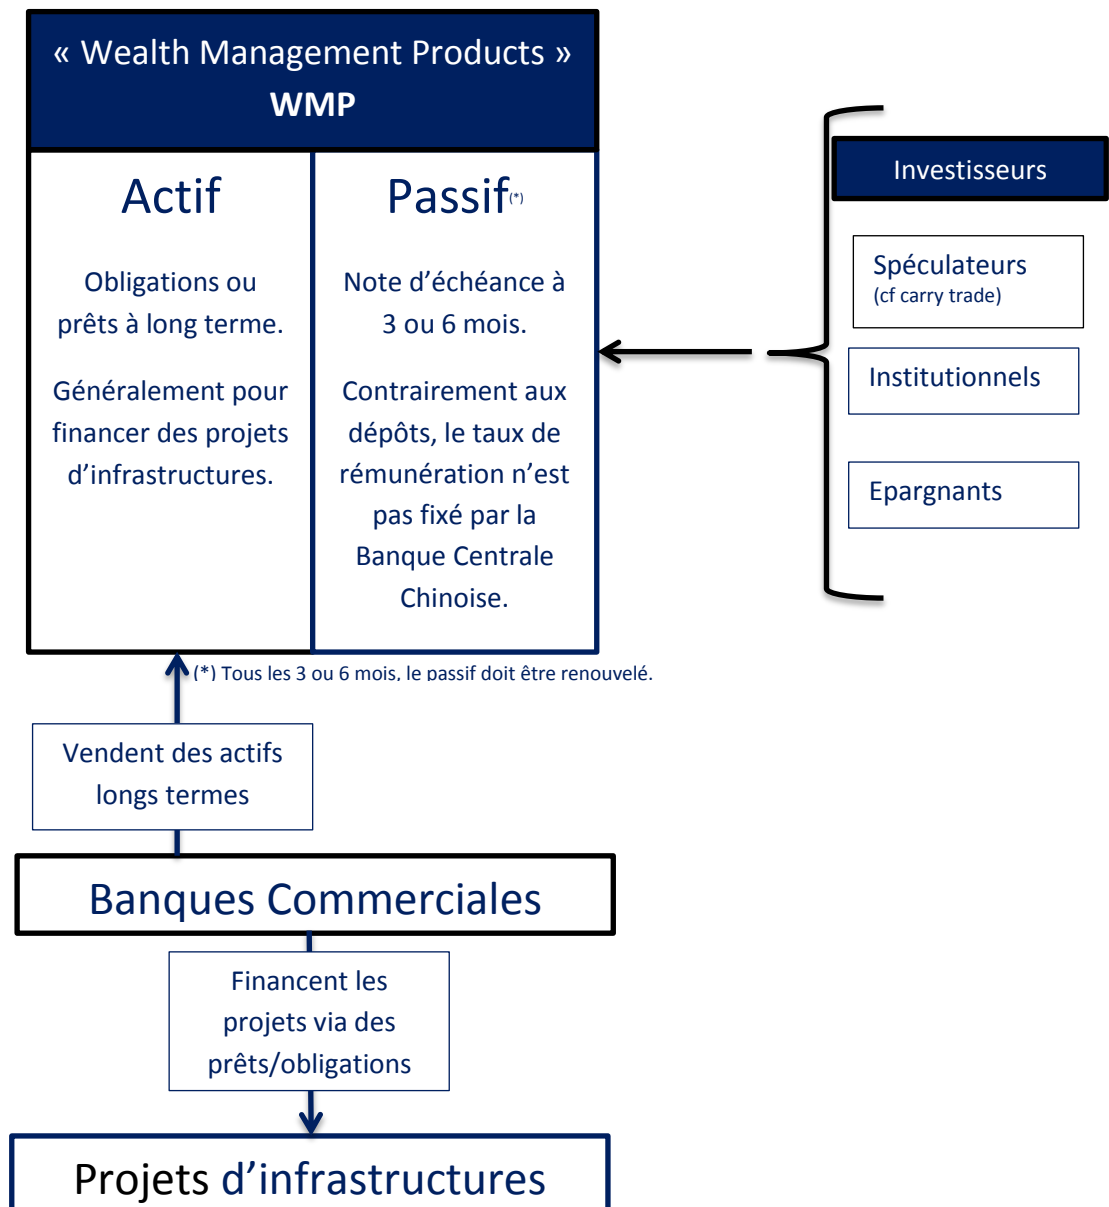 « Wealth Management Products »
WMP
Actif
Obligations ou
prêts à long terme.
Généralement pour
financer des projets
d’infrastructures.
Passif(*)
Note d’échéance à
3 ou 6 mois.
Contrairement aux
dépôts, le taux de
rémunération n’est
pas fixé par la
Banque Centrale
Chinoise.
Investisseurs
Spéculateurs
(cf carry trade)
Institutionnels
Epargnants
(*) Tous les 3 ou 6 mois, le passif doit être renouvelé.
Vendent des actifs
longs termes
Banques Commerciales
Financent les
projets via des
prêts/obligations
Projets d’infrastructures